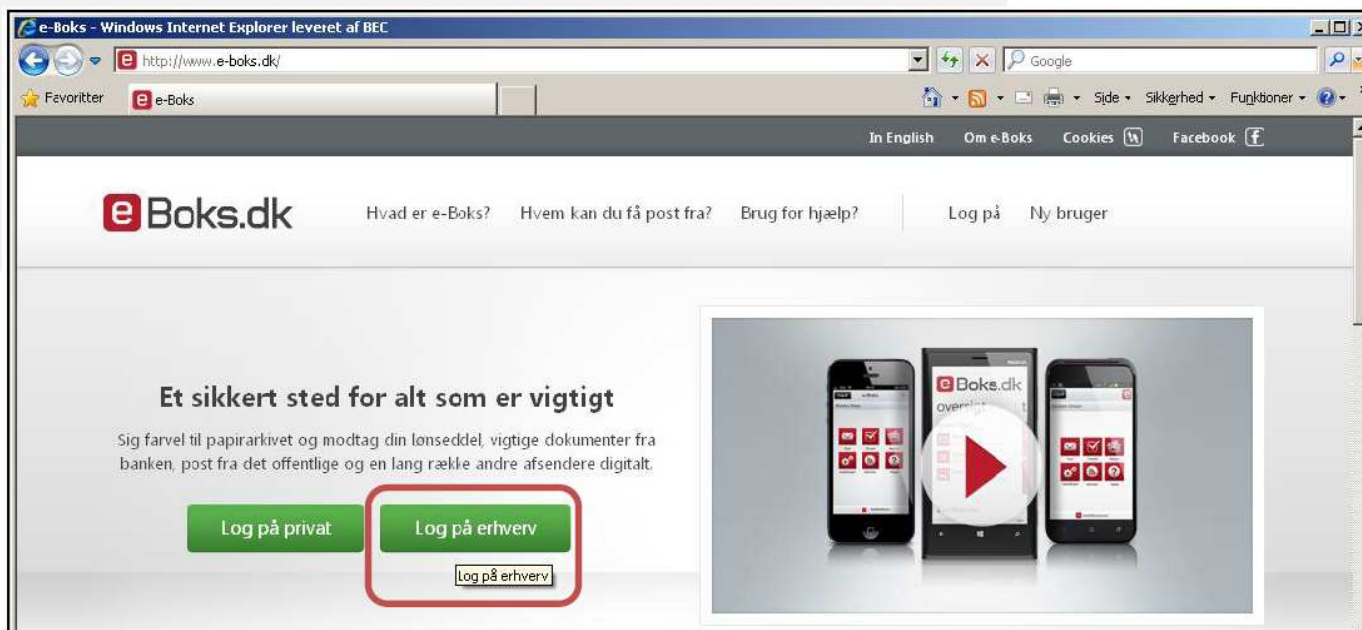 e-Boks - Windows Internet Explorer leveret af BEC
http://www.e-boks.dk/
Google
Favoritter
e-Boks
Side
Sikkerhed
Funktioner
In English
Om e-Boks
Cookies
Facebook
e Boks.dk
Hvad er e-Boks?
Hvem kan du få post fra?
Brug for hjælp?
Log på
Ny bruger
Et sikkert sted for alt som er vigtigt
Sig farvel til papirarkivet og modtag din lønseddel, vigtige dokumenter fra
banken, post fra det offentlige og en lang række andre afsendere digitalt.
Log på privat
Log på erhverv
Log på erhverv
e Boks.dk